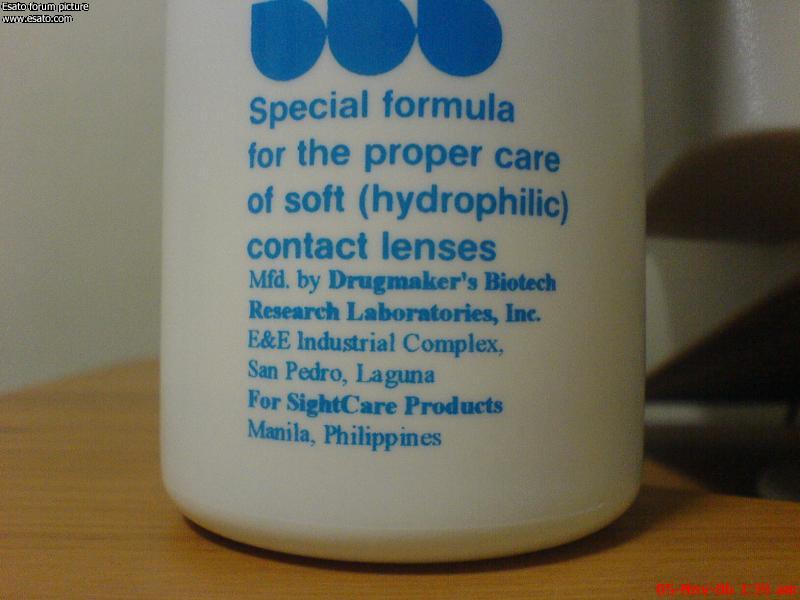 Esato forum picture
www.esato.com
Special formula
for the proper care
of soft (hydrophilic)
contact lenses
Mfd. by Drugmaker's Biotech
Research Laboratories, Inc.
E&E Industrial Complex,
San Pedro, Laguna
For SightCare Products
Manila, Philippines